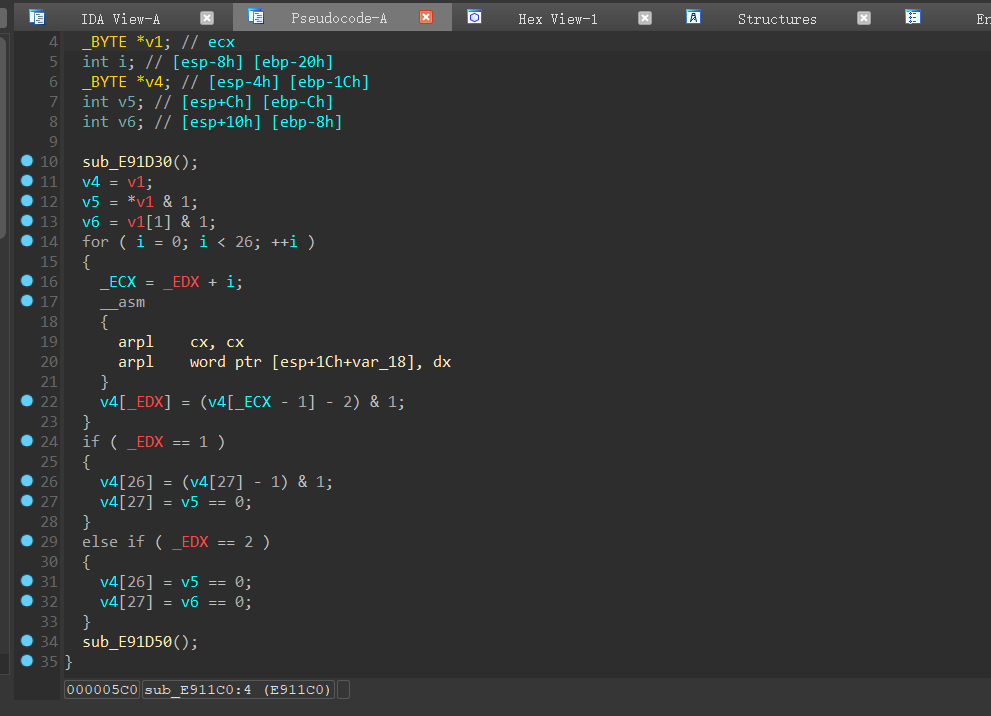 IDA View-A Pseudocode-A Hex View-1 A Structures En
4 _BYTE *v1; // ecx
5 int i; // [esp-8h] [ebp-20h]
6 _BYTE *v4; // [esp-4h] [ebp-1Ch]
7 int v5; // [esp+Ch] [ebp-Ch]
8 int v6; // [esp+10h] [ebp-8h]
9
10 sub_E91D30();
11 v4 = v1;
12 v5 = *v1 & 1;
13 v6 = v1[1] & 1;
14 for ( i = 0; i < 26; ++i )
15 {
16 _ECX = _EDX + i;
17 __asm
18 {
19 arpl cx, cx
20 arpl word ptr [esp+1Ch+var_18], dx
21 }
22 v4[_EDX] = (v4[_ECX - 1] - 2) & 1;
23 }
24 if ( _EDX == 1 )
25 {
26 v4[26] = (v4[27] - 1) & 1;
27 v4[27] = v5 == 0;
28 }
29 else if ( _EDX == 2 )
30 {
31 v4[26] = v5 == 0;
32 v4[27] = v6 == 0;
33 }
34 sub_E91D50();
35 }
000005C0 sub_E911C0:4 (E911C0)